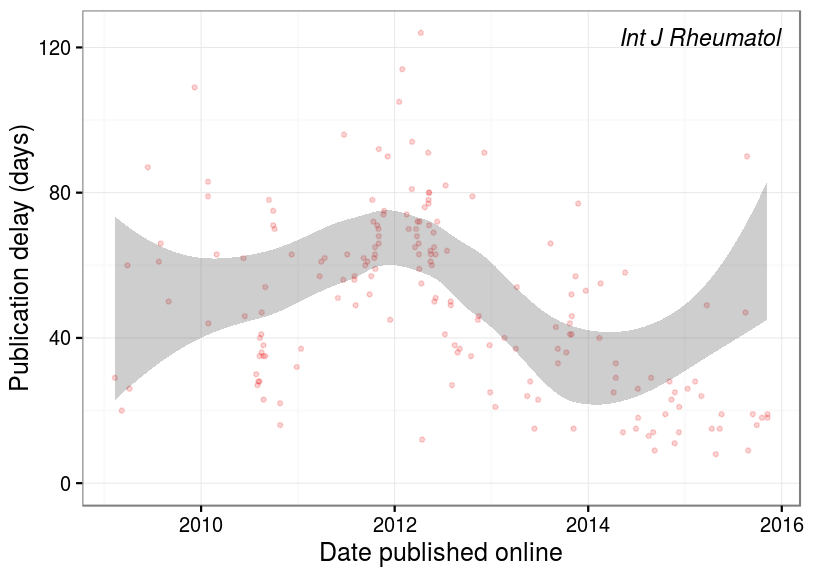 Int J Rheumatol
Publication delay (days)
120
80
40
0
2010 2012 2014 2016
Date published online